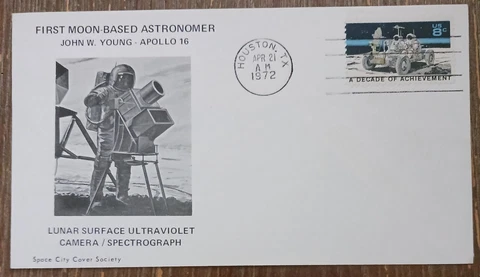 FIRST MOON-BASED ASTRONOMER
JOHN W. YOUNG - APOLLO 16
HOUSTON, TX
APR 21
AM
1972
US
8c
A DECADE OF ACHIEVEMENT
LUNAR SURFACE ULTRAVIOLET
CAMERA / SPECTROGRAPH
Space City Cover Society